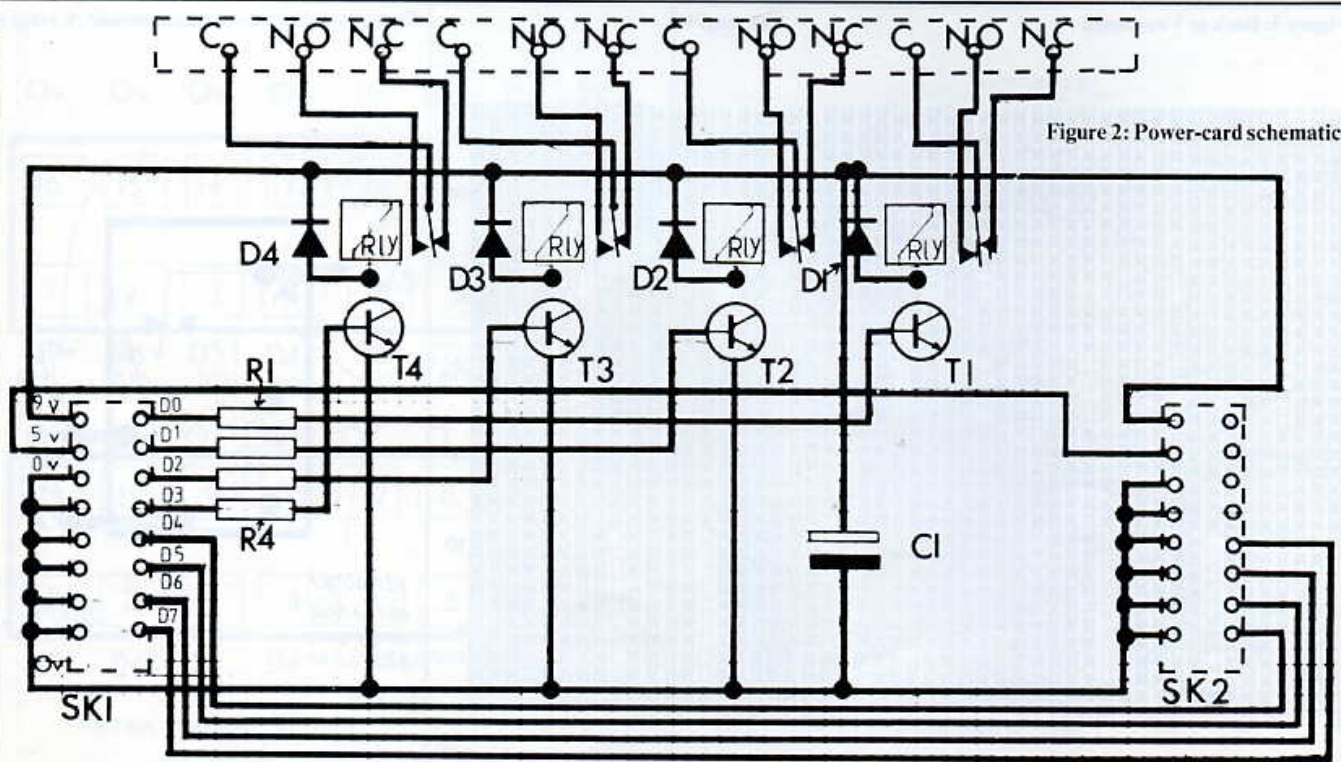 C NO NC C NO NC C NO NC C NO NC
Figure 2: Power-card schematic
D4 Rly D3 Rly D2 Rly D1 Rly
T4 T3 T2 T1
R1
9v D0
5v D1
0v D2
D3
R4
D4
D5
D6
D7
C1
0v
SK1
SK2